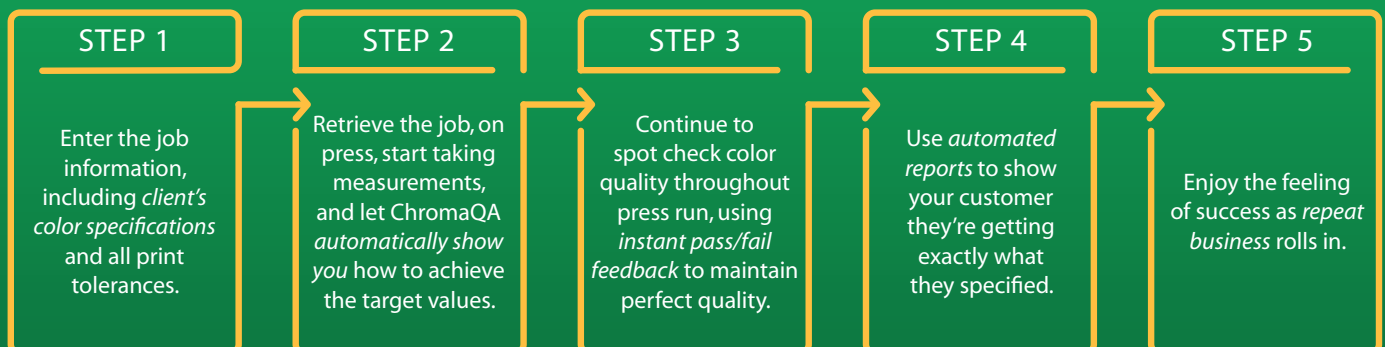 STEP 1
Enter the job
information,
including client's
color specifications
and all print
tolerances.
STEP 2
Retrieve the job, on
press, start taking
measurements,
and let ChromaQA
automatically show
you how to achieve
the target values.
STEP 3
Continue to
spot check color
quality throughout
press run, using
instant pass/fail
feedback to maintain
perfect quality.
STEP 4
Use automated
reports to show
your customer
they're getting
exactly what
they specified.
STEP 5
Enjoy the feeling
of success as repeat
business rolls in.